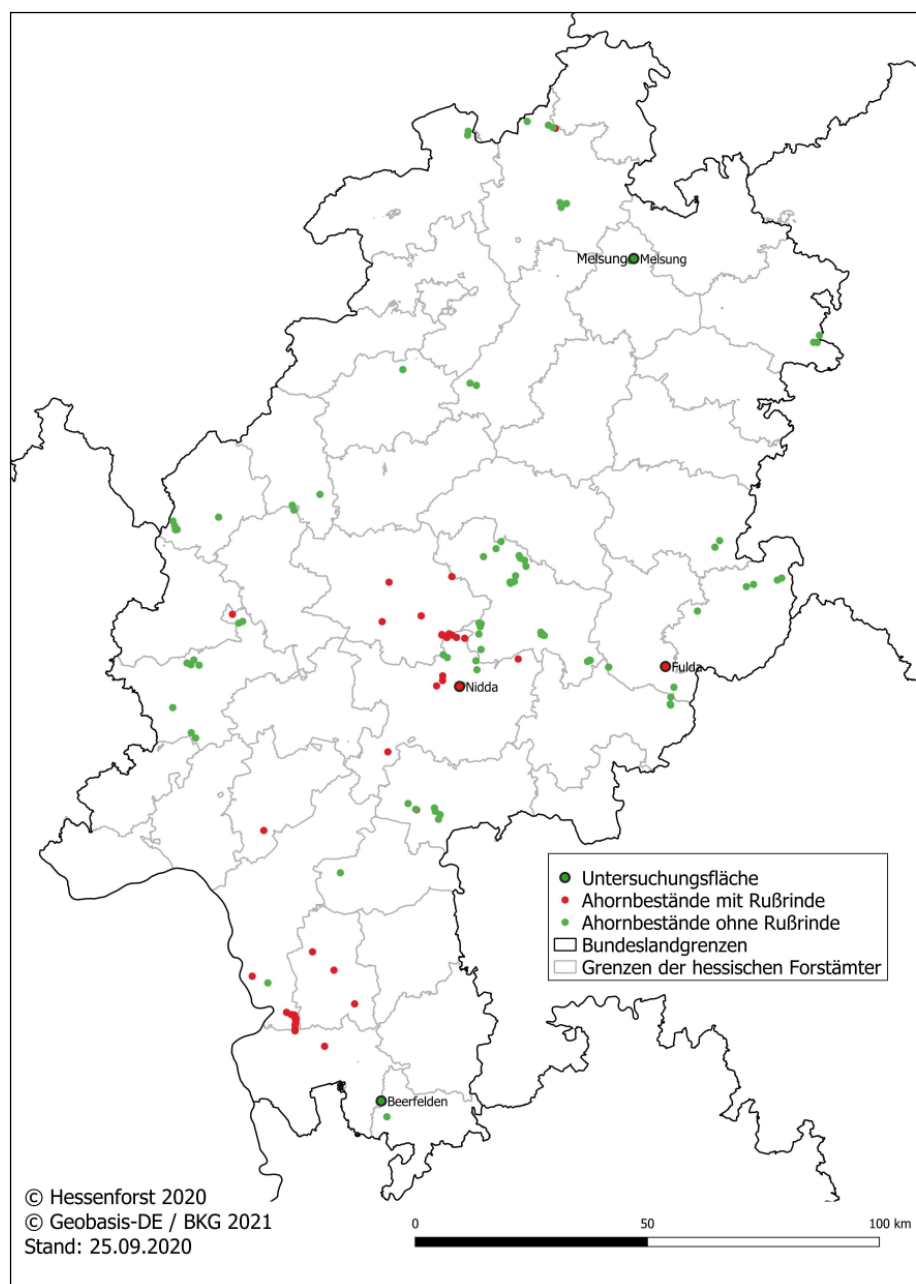 Melsung Melsung
Fulda
Nidda
Untersuchungsfläche
Ahornbestände mit Rußrinde
Ahornbestände ohne Rußrinde
Bundeslandgrenzen
Grenzen der hessischen Forstämter
Beerfelden
© Hessenforst 2020
© Geobasis-DE / BKG 2021
Stand: 25.09.2020
0 50 100 km